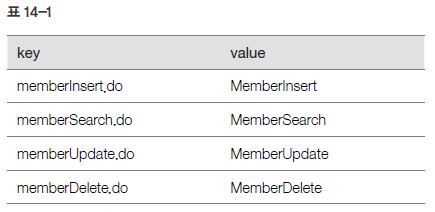 표 14–1
key value
memberInsert.do MemberInsert
memberSearch.do MemberSearch
memberUpdate.do MemberUpdate
memberDelete.do MemberDelete